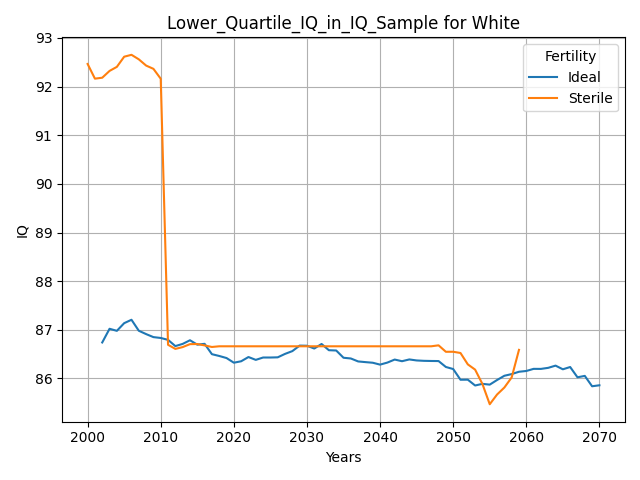 Lower_Quartile_IQ_in_IQ_Sample for White
93
92
91
90
89
88
87
86
IQ
Fertility
Ideal
Sterile
2000 2010 2020 2030 2040 2050 2060 2070
Years